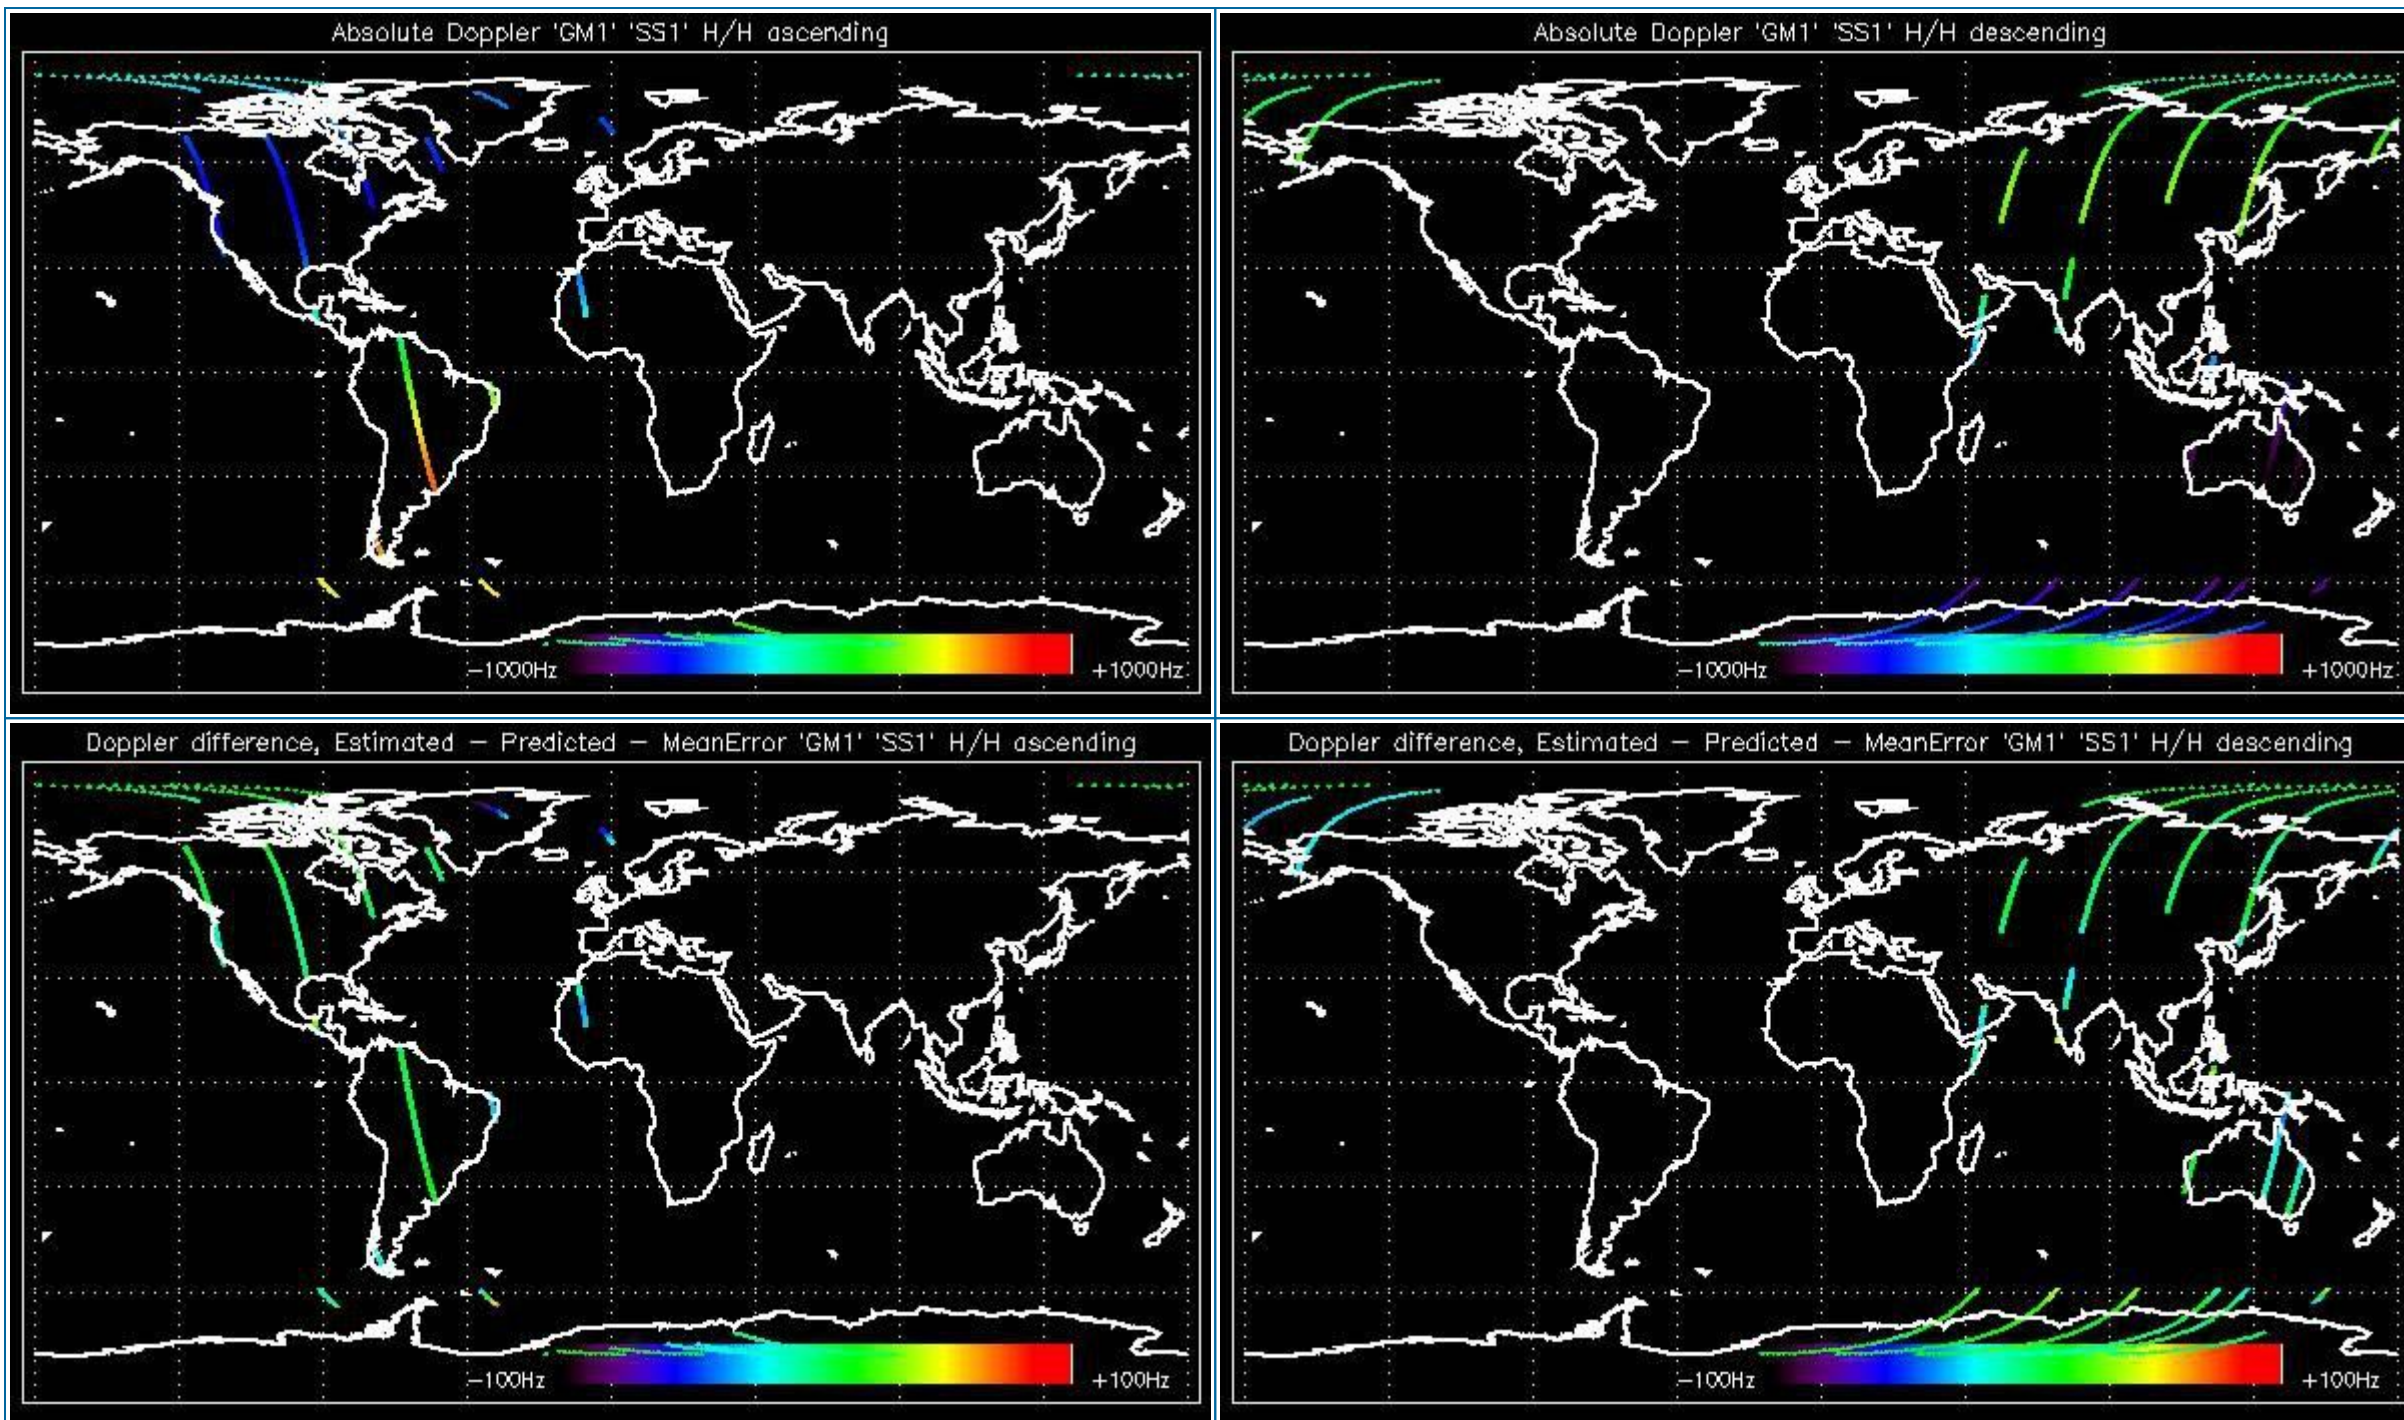 Absolute Doppler 'GM1' 'SS1' H/H ascending
-1000Hz
+1000Hz
Absolute Doppler 'GM1' 'SS1' H/H descending
-1000Hz
+1000Hz
Doppler difference, Estimated - Predicted - MeanError 'GM1' 'SS1' H/H ascending
-100Hz
+100Hz
Doppler difference, Estimated - Predicted - MeanError 'GM1' 'SS1' H/H descending
-100Hz
+100Hz